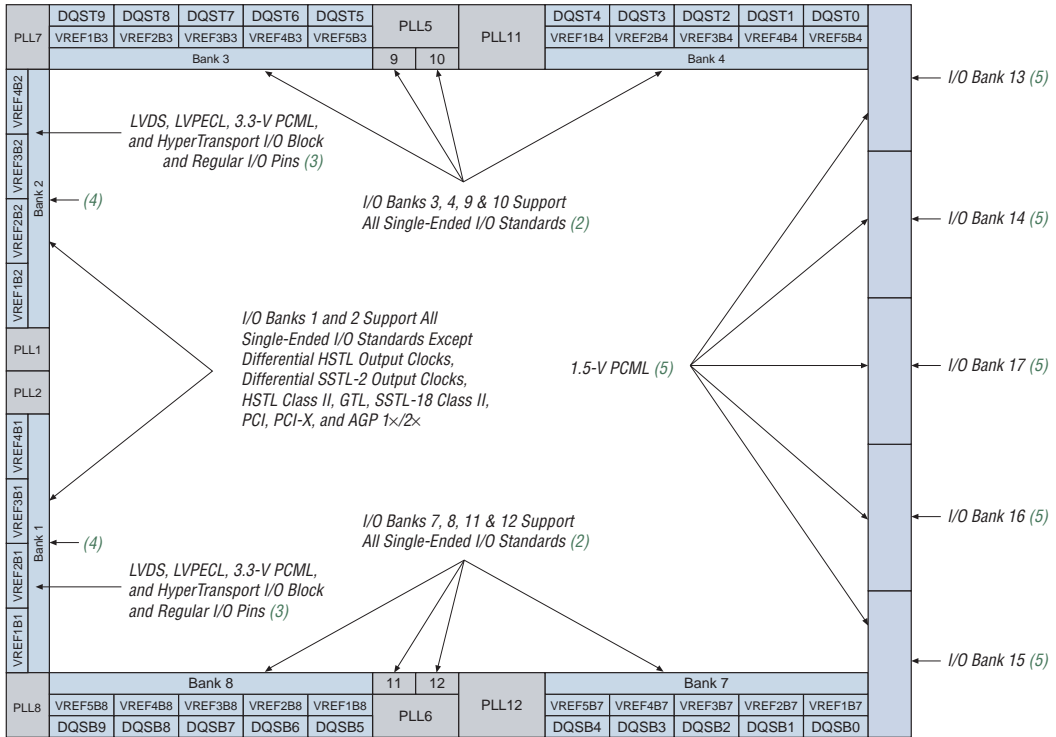 DQST9 DQST8 DQST7 DQST6 DQST5
PLL5
DQST4 DQST3 DQST2 DQST1 DQST0
PLL7
VREF1B3 VREF2B3 VREF3B3 VREF4B3 VREF5B3
PLL11
VREF1B4 VREF2B4 VREF3B4 VREF4B4 VREF5B4
Bank 3
9 10
Bank 4
I/O Bank 13 (5)
VREF4B2
VREF3B2
VREF2B2
VREF1B2
Bank 2
LVDS, LVPECL, 3.3-V PCML,
and HyperTransport I/O Block
and Regular I/O Pins (3)
(4)
I/O Banks 3, 4, 9 & 10 Support
All Single-Ended I/O Standards (2)
I/O Bank 14 (5)
I/O Banks 1 and 2 Support All
Single-Ended I/O Standards Except
Differential HSTL Output Clocks,
Differential SSTL-2 Output Clocks,
HSTL Class II, GTL, SSTL-18 Class II,
PCI, PCI-X, and AGP 1×/2×
PLL1
PLL2
1.5-V PCML (5)
I/O Bank 17 (5)
VREF4B1
VREF3B1
VREF2B1
VREF1B1
Bank 1
(4)
I/O Banks 7, 8, 11 & 12 Support
All Single-Ended I/O Standards (2)
I/O Bank 16 (5)
LVDS, LVPECL, 3.3-V PCML,
and HyperTransport I/O Block
and Regular I/O Pins (3)
I/O Bank 15 (5)
PLL8
Bank 8
11 12
PLL12
Bank 7
VREF5B8 VREF4B8 VREF3B8 VREF2B8 VREF1B8
PLL6
VREF5B7 VREF4B7 VREF3B7 VREF2B7 VREF1B7
DQSB9 DQSB8 DQSB7 DQSB6 DQSB5
DQSB4 DQSB3 DQSB2 DQSB1 DQSB0